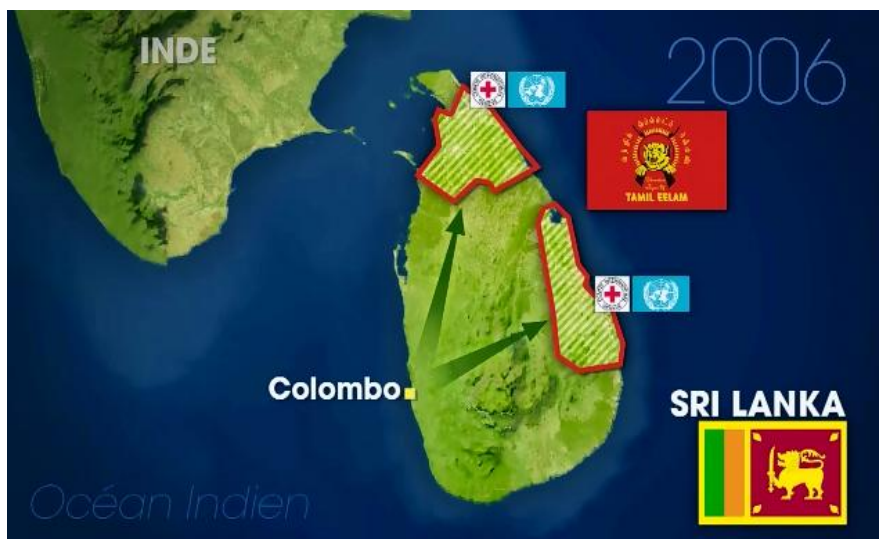 INDE
2006
TAMIL EELAM
Colombo
SRI LANKA
Océan Indien